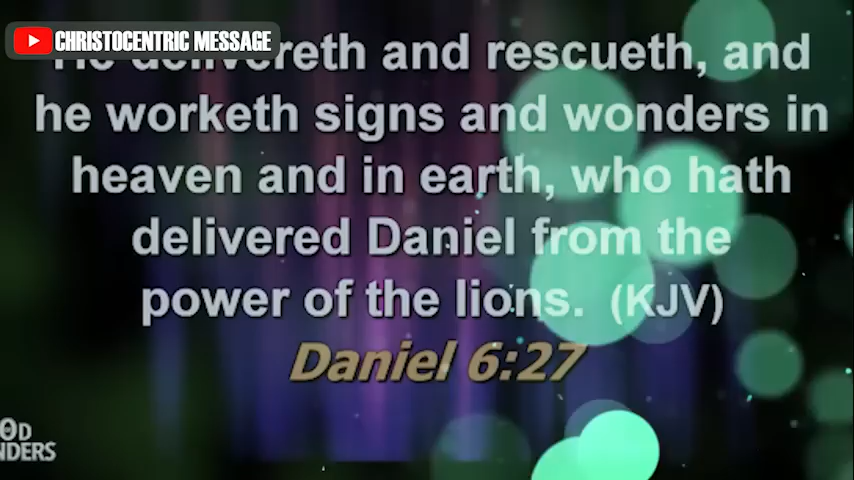 CHRISTOCENTRIC MESSAGE
He delivereth and rescueth, and
he worketh signs and wonders in
heaven and in earth, who hath
delivered Daniel from the
power of the lions. (KJV)
Daniel 6:27